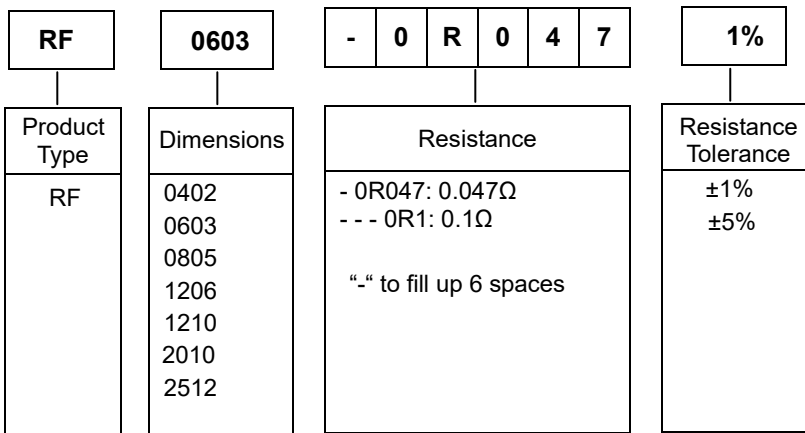 RF 0603 - 0 R 0 4 7 1%
Product Type
Dimensions
Resistance
Resistance Tolerance
RF
0402
0603
0805
1206
1210
2010
2512
- 0R047: 0.047Ω
- - - 0R1: 0.1Ω
“-“ to fill up 6 spaces
±1%
±5%